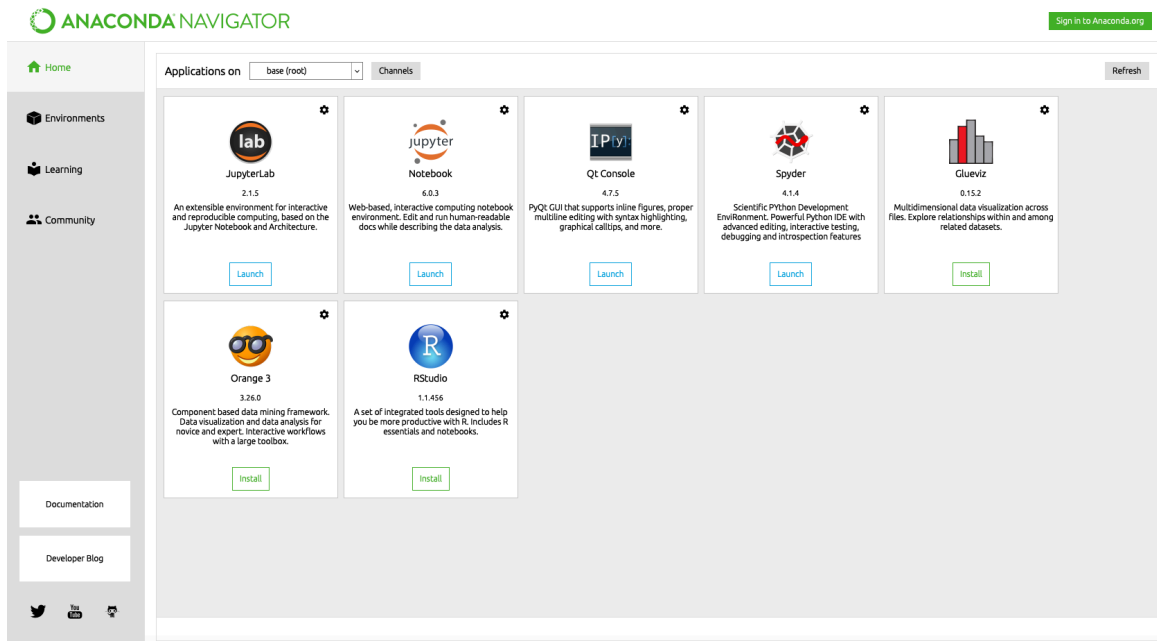 ANACONDA NAVIGATOR
Sign in to Anaconda.org
Home
Environments
Learning
Community
Documentation
Developer Blog
You
Tube
Applications on
base (root)
Channels
Refresh
lab
JupyterLab
2.1.5
An extensible environment for interactive
and reproducible computing, based on the
Jupyter Notebook and Architecture.
Launch
jupyter
Notebook
6.0.3
Web-based, interactive computing notebook
environment. Edit and run human-readable
docs while describing the data analysis.
Launch
IP[y]:
Qt Console
4.7.5
PyQt GUI that supports inline figures, proper
multiline editing with syntax highlighting,
graphical calltips, and more.
Launch
Spyder
4.1.4
Scientific PYthon Development
EnviRonment. Powerful Python IDE with
advanced editing, interactive testing,
debugging and introspection features
Launch
Glueviz
0.15.2
Multidimensional data visualization across
files. Explore relationships within and among
related datasets.
Install
Orange 3
3.26.0
Component based data mining framework.
Data visualization and data analysis for
novice and expert. Interactive workflows
with a large toolbox.
Install
R
RStudio
1.1.456
A set of integrated tools designed to help
you be more productive with R. Includes R
essentials and notebooks.
Install